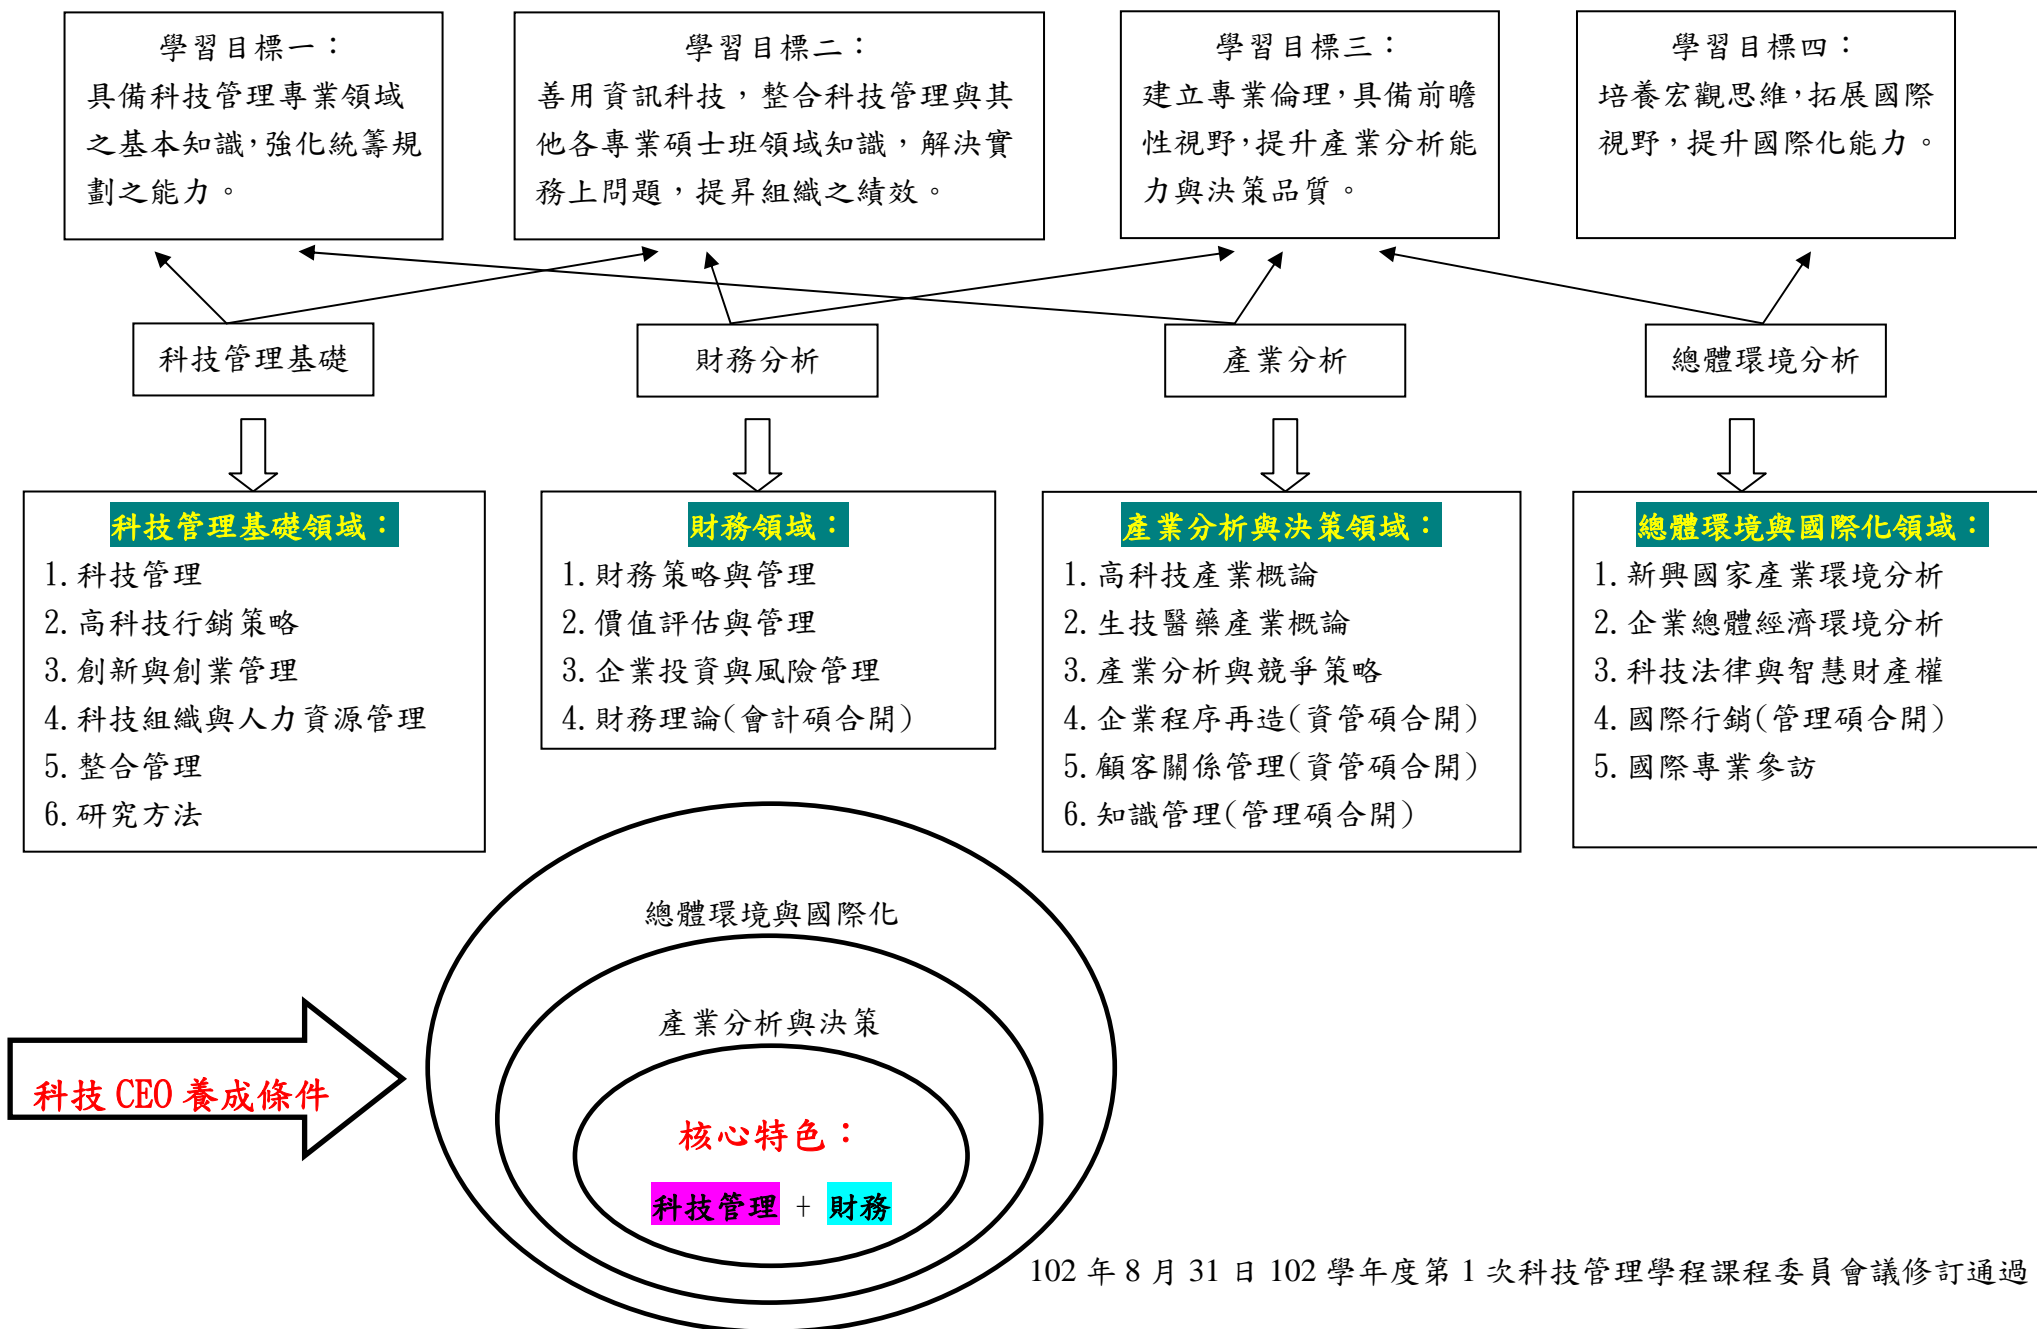 學習目標一：
具備科技管理專業領域
之基本知識，強化統籌規
劃之能力。
學習目標二：
善用資訊科技，整合科技管理與其
他各專業碩士班領域知識，解決實
務上問題，提昇組織之績效。
學習目標三：
建立專業倫理，具備前瞻
性視野，提升產業分析能
力與決策品質。
學習目標四：
培養宏觀思維，拓展國際
視野，提升國際化能力。
科技管理基礎
財務分析
產業分析
總體環境分析
科技管理基礎領域：
1.科技管理
2.高科技行銷策略
3.創新與創業管理
4.科技組織與人力資源管理
5.整合管理
6.研究方法
財務領域：
1.財務策略與管理
2.價值評估與管理
3.企業投資與風險管理
4.財務理論(會計碩合開)
產業分析與決策領域：
1.高科技產業概論
2.生技醫藥產業概論
3.產業分析與競爭策略
4.企業程序再造(資管碩合開)
5.顧客關係管理(資管碩合開)
6.知識管理(管理碩合開)
總體環境與國際化領域：
1.新興國家產業環境分析
2.企業總體經濟環境分析
3.科技法律與智慧財產權
4.國際行銷(管理碩合開)
5.國際專業參訪
總體環境與國際化
產業分析與決策
科技 CEO 養成條件
核心特色：
科技管理 + 財務
102 年 8 月 31 日 102 學年度第 1 次科技管理學程課程委員會議修訂通過